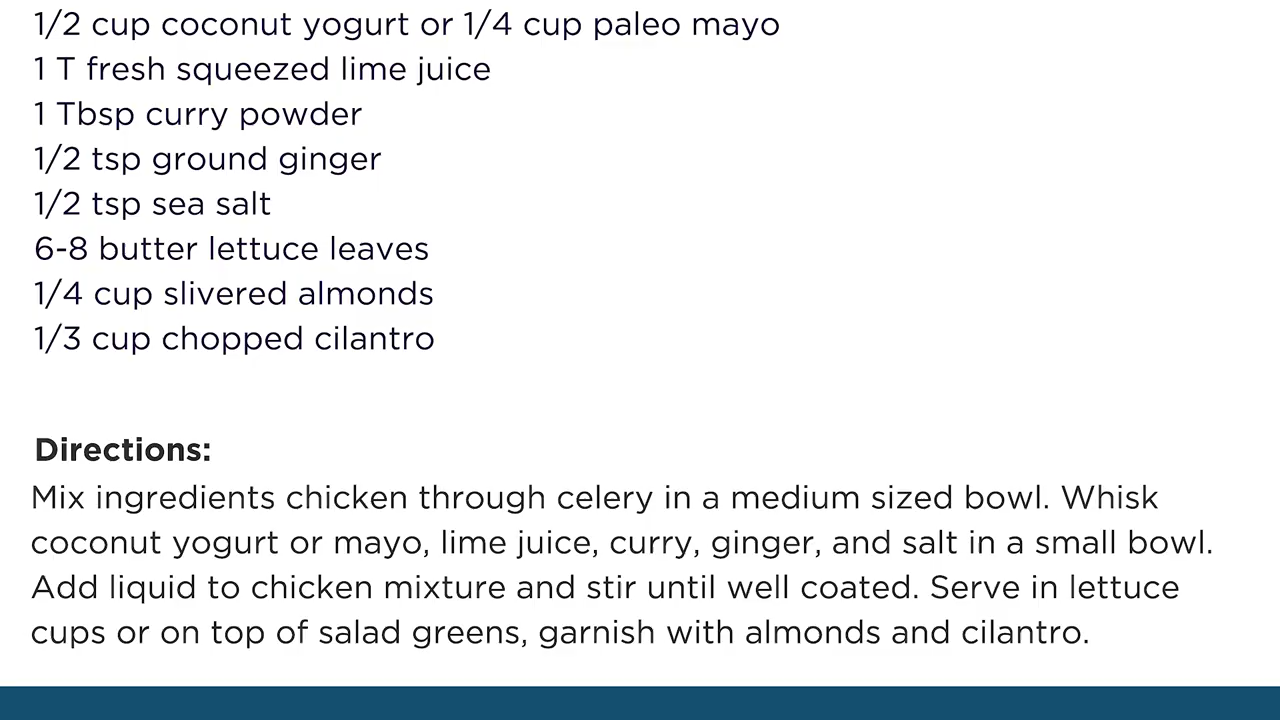 1/2 cup coconut yogurt or 1/4 cup paleo mayo
1 T fresh squeezed lime juice
1 Tbsp curry powder
1/2 tsp ground ginger
1/2 tsp sea salt
6-8 butter lettuce leaves
1/4 cup slivered almonds
1/3 cup chopped cilantro
Directions:
Mix ingredients chicken through celery in a medium sized bowl. Whisk
coconut yogurt or mayo, lime juice, curry, ginger, and salt in a small bowl.
Add liquid to chicken mixture and stir until well coated. Serve in lettuce
cups or on top of salad greens, garnish with almonds and cilantro.